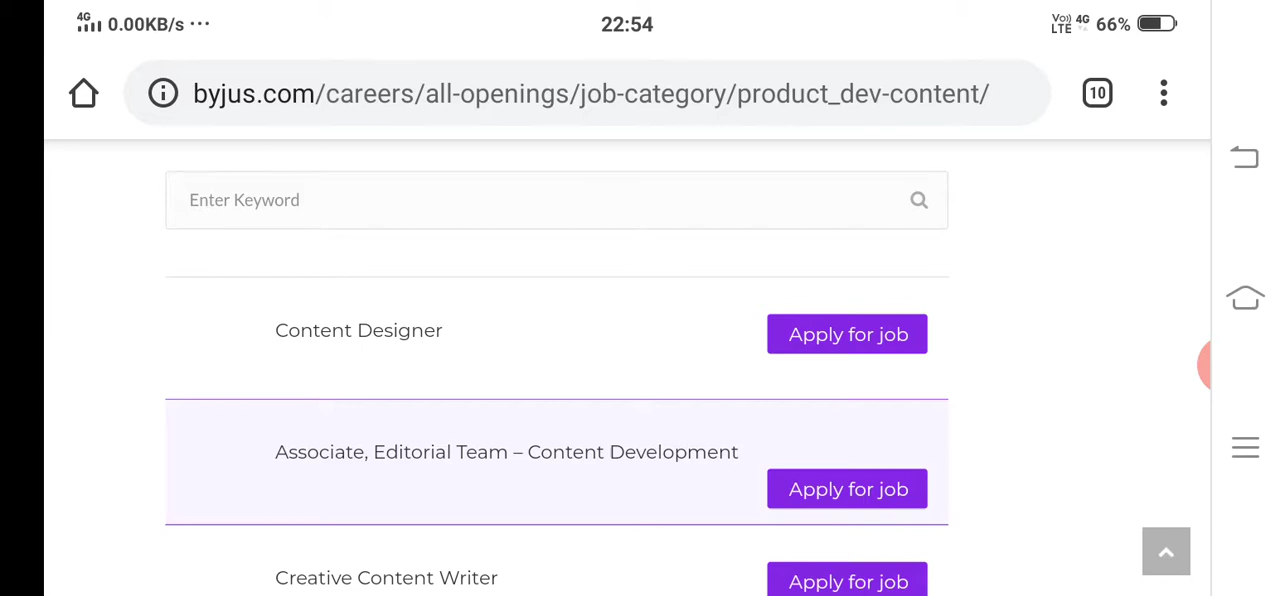 4G 0.00KB/s ··· 22:54 Vo) LTE 4G 66%
byjus.com/careers/all-openings/job-category/product_dev-content/ 10
Enter Keyword
Content Designer Apply for job
Associate, Editorial Team – Content Development
Apply for job
Creative Content Writer Apply for job